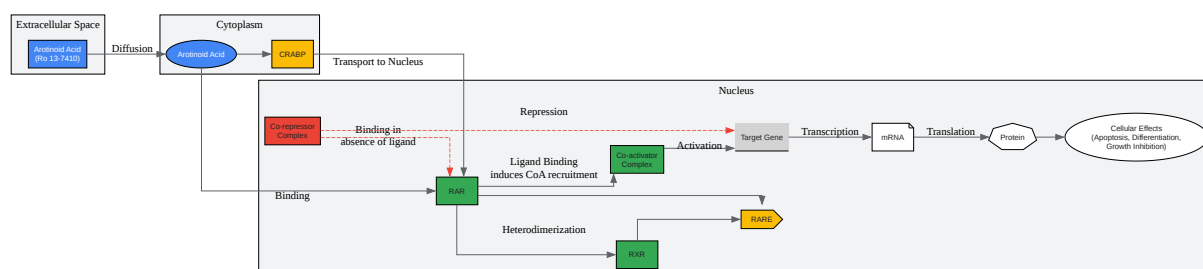 Extracellular Space
Cytoplasm
Arotinoid Acid
(Ro 13-7410)
Diffusion
Arotinoid Acid
CRABP
Transport to Nucleus
Nucleus
Co-repressor
Complex
Repression
Binding in
absence of ligand
Target Gene
Transcription
mRNA
Translation
Protein
Cellular Effects
(Apoptosis, Differentiation,
Growth Inhibition)
Activation
Co-activator
Complex
Ligand Binding
induces CoA recruitment
Binding
RAR
RARE
Heterodimerization
RXR